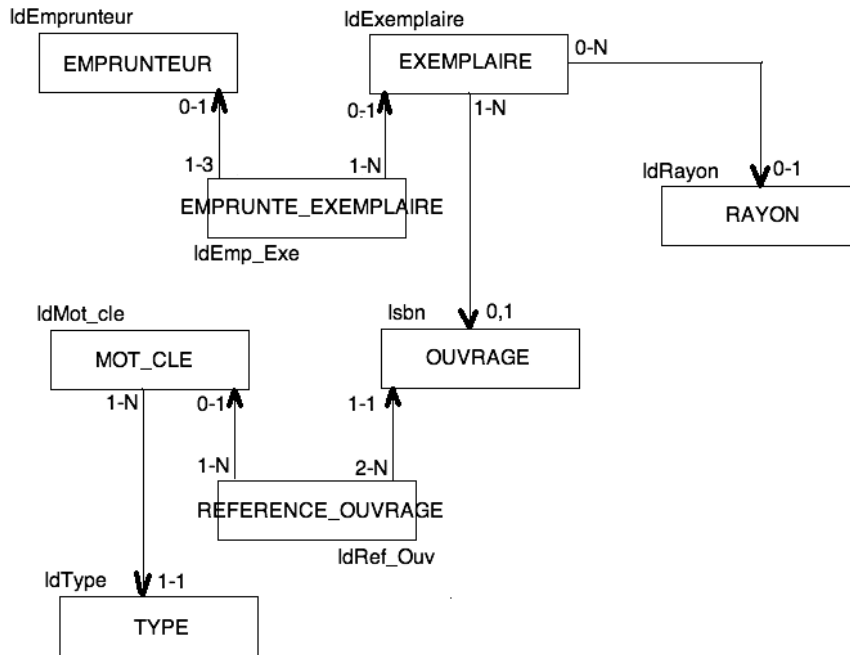 IdEmprunteur
EMPRUNTEUR
IdExemplaire
EXEMPLAIRE
0-N
0-1
0-1
1-N
1-3
1-N
EMPRUNTE_EXEMPLAIRE
IdEmp_Exe
IdRayon
0-1
RAYON
IdMot_cle
MOT_CLE
Isbn
0,1
OUVRAGE
1-N
0-1
1-1
1-N
2-N
REFERENCE_OUVRAGE
IdRef_Ouv
IdType
1-1
TYPE